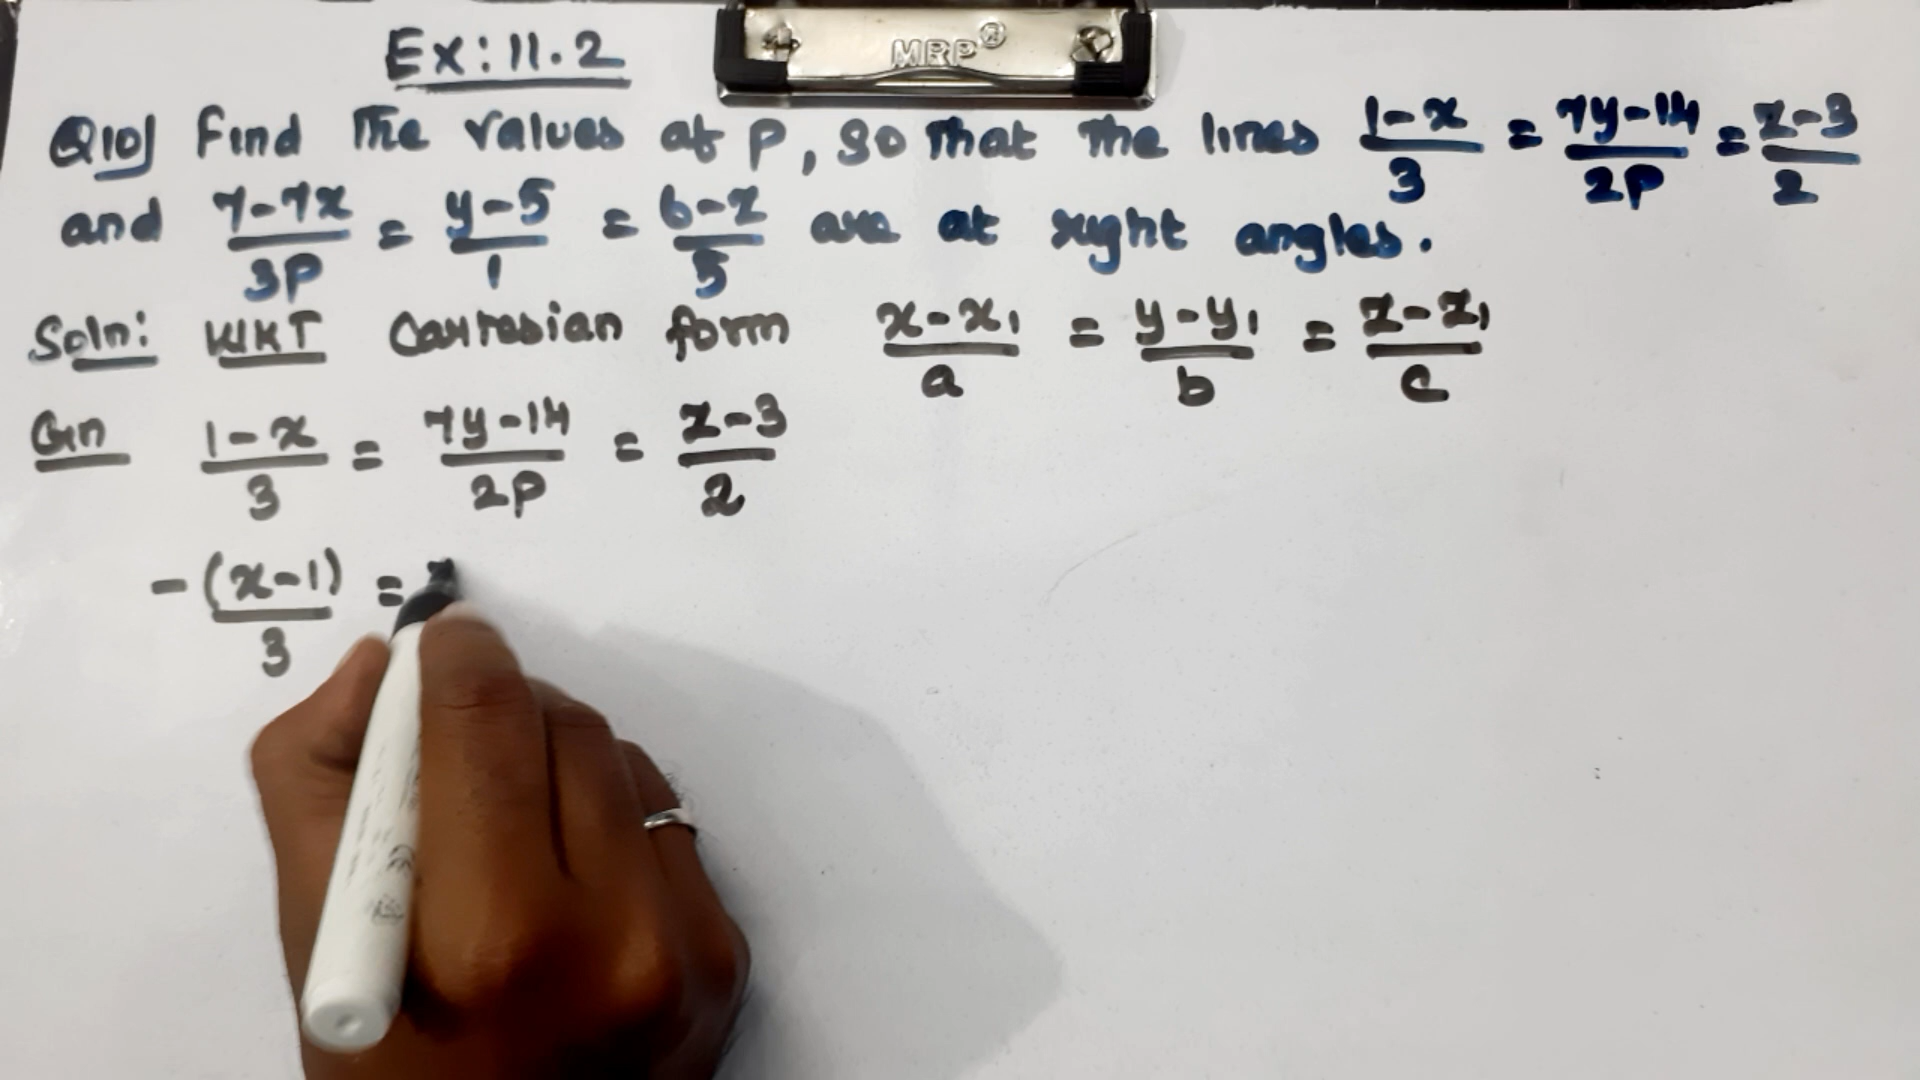 MRP®
Ex: 11.2
Q10) Find the values of P, so that the lines (1-x)/3 = (7y-14)/2P = (z-3)/2
and (7-7x)/3P = (y-5)/1 = (6-z)/5 are at right angles.
Soln: WKT Cartesian form (x-x₁)/a = (y-y₁)/b = (z-z₁)/c
Gn (1-x)/3 = (7y-14)/2P = (z-3)/2
-(x-1)/3 =